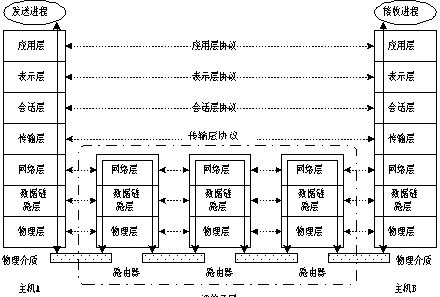 发送进程 接收进程
应用层 应用层协议 应用层
表示层 表示层协议 表示层
会话层 会话层协议 会话层
传输层 传输层协议 传输层
网络层 网络层 网络层 网络层 网络层
数据链路层 数据链路层 数据链路层 数据链路层 数据链路层
物理层 物理层 物理层 物理层 物理层
物理介质 物理介质
主机A 路由器 路由器 路由器 主机B